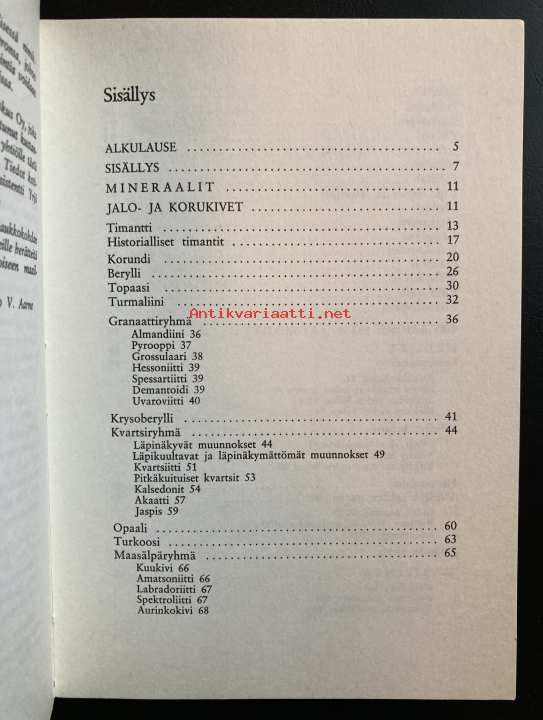 Oy, jolta
V. Aarne
Sisällys
ALKULAUSE 5
SISÄLLYS 7
MINERAALIT 11
JALO- JA KORUKIVET 11
Timantti 13
Historialliset timantit 17
Korundi 20
Berylli 26
Topaasi 30
Turmaliini 32
Antikvariaatti.net
Granaattiryhmä 36
Almandiini 36
Pyrooppi 37
Grossulaari 38
Hessoniitti 39
Spessartiitti 39
Demantoidi 39
Uvaroviitti 40
Krysoberylli 41
Kvartsiryhmä 44
Läpinäkyvät muunnokset 44
Läpikuultavat ja läpinäkymättömät muunnokset 49
Kvartsiitti 51
Pitkäkuituiset kvartsit 53
Kalsedonit 54
Akaatti 57
Jaspis 59
Opaali 60
Turkoosi 63
Maasälpäryhmä 65
Kuukivi 66
Amatsoniitti 66
Labradoriitti 67
Spektroliitti 67
Aurinkokivi 68